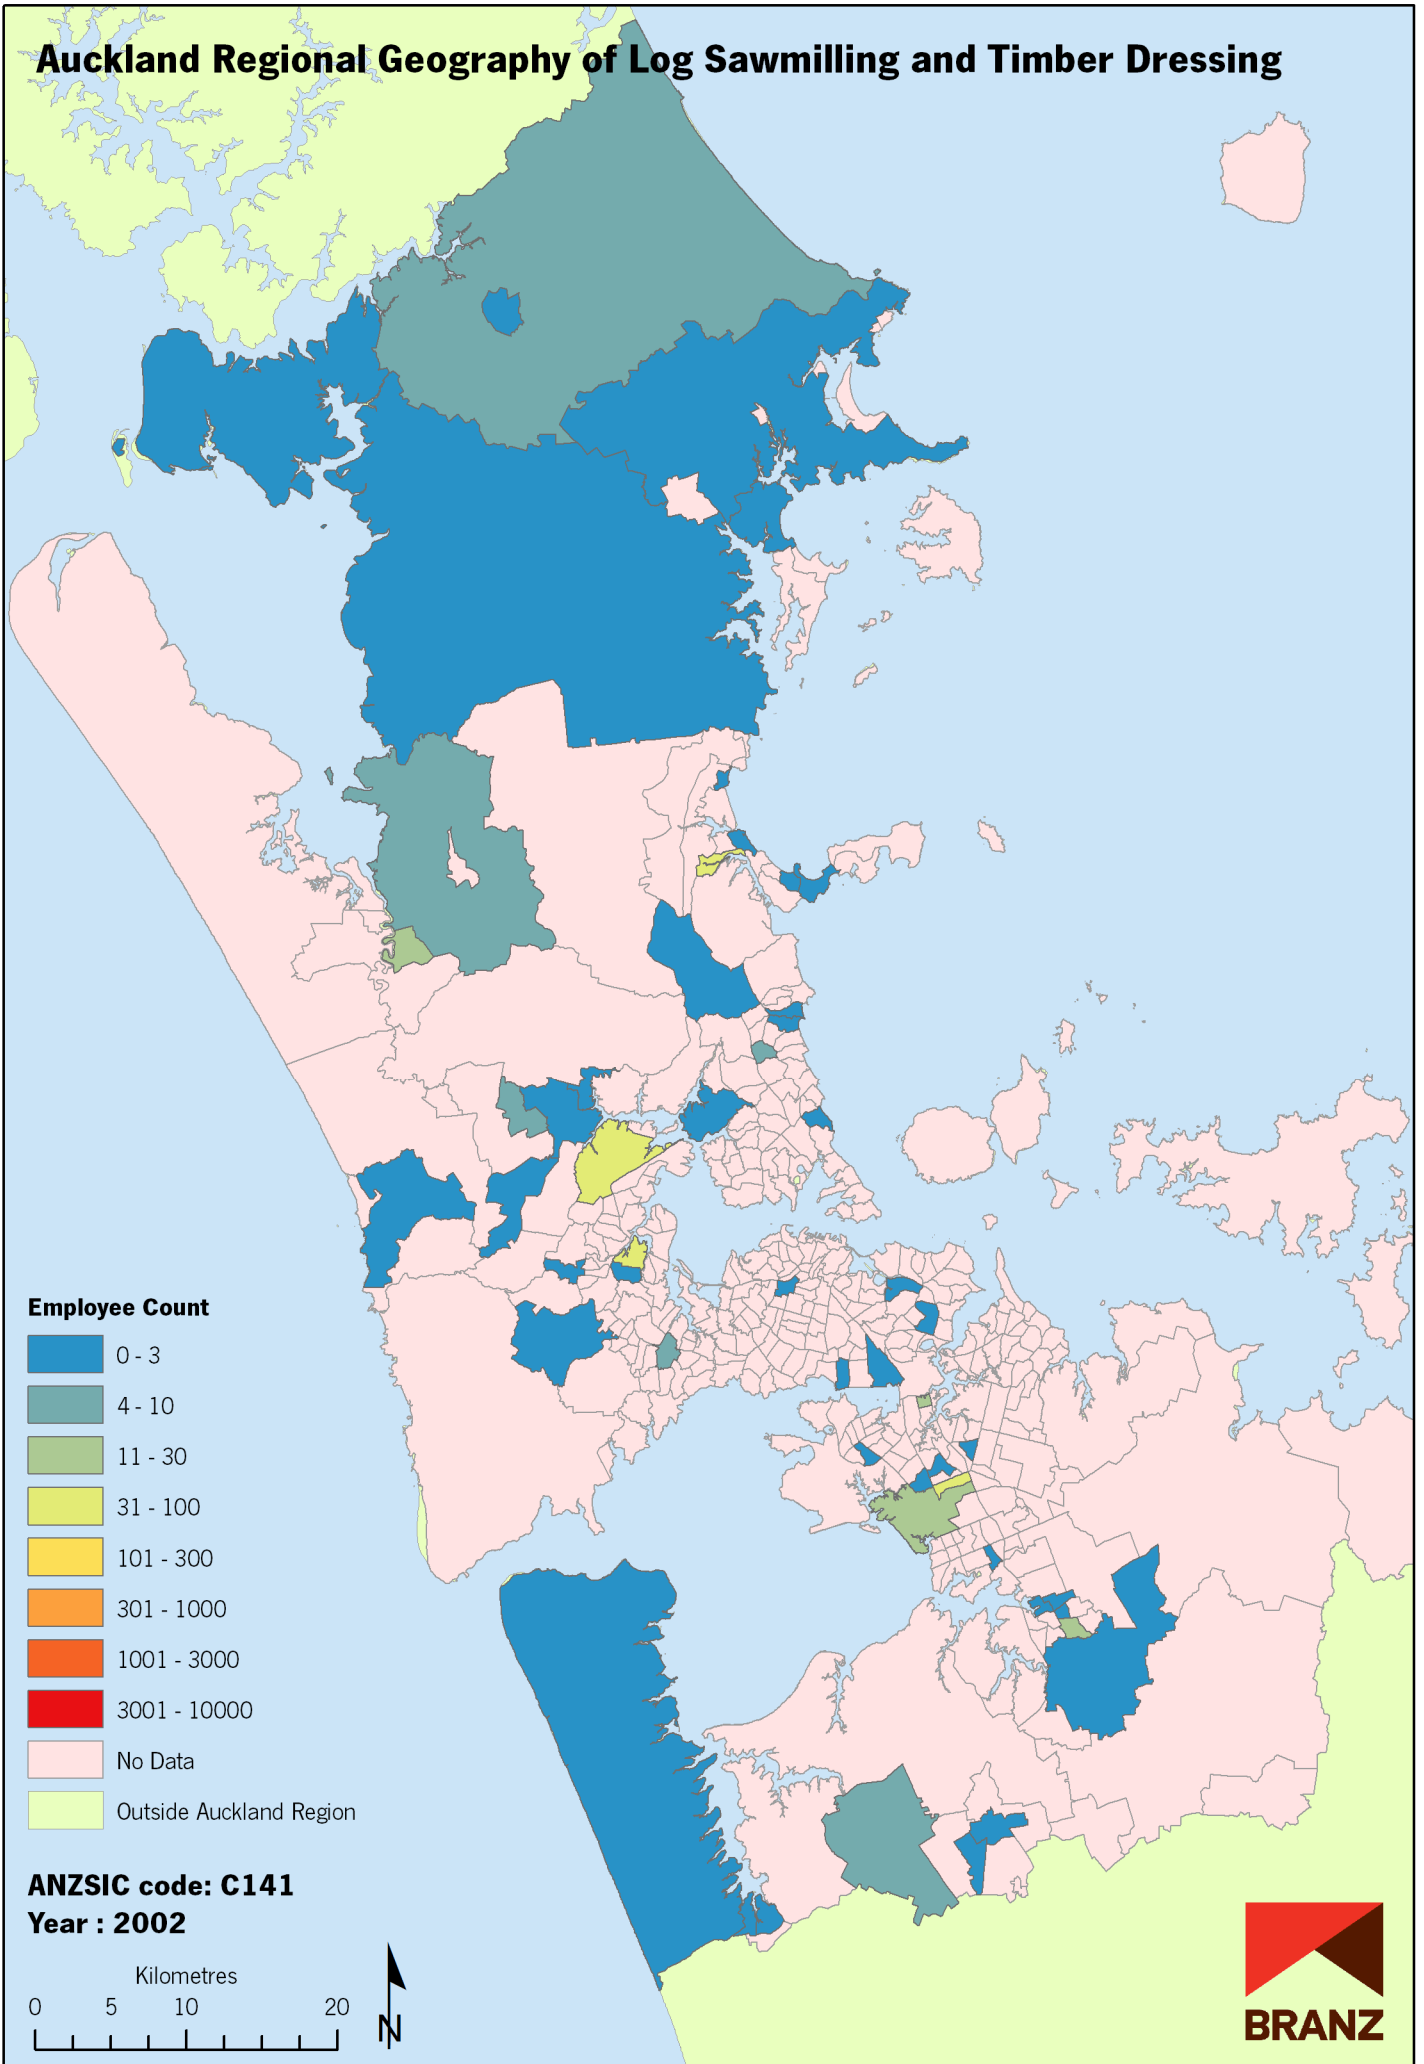 Auckland Regional Geography of Log Sawmilling and Timber Dressing
Employee Count
0 - 3
4 - 10
11 - 30
31 - 100
101 - 300
301 - 1000
1001 - 3000
3001 - 10000
No Data
Outside Auckland Region
ANZSIC code: C141
Year : 2002
Kilometres
0 5 10 20
N
BRANZ